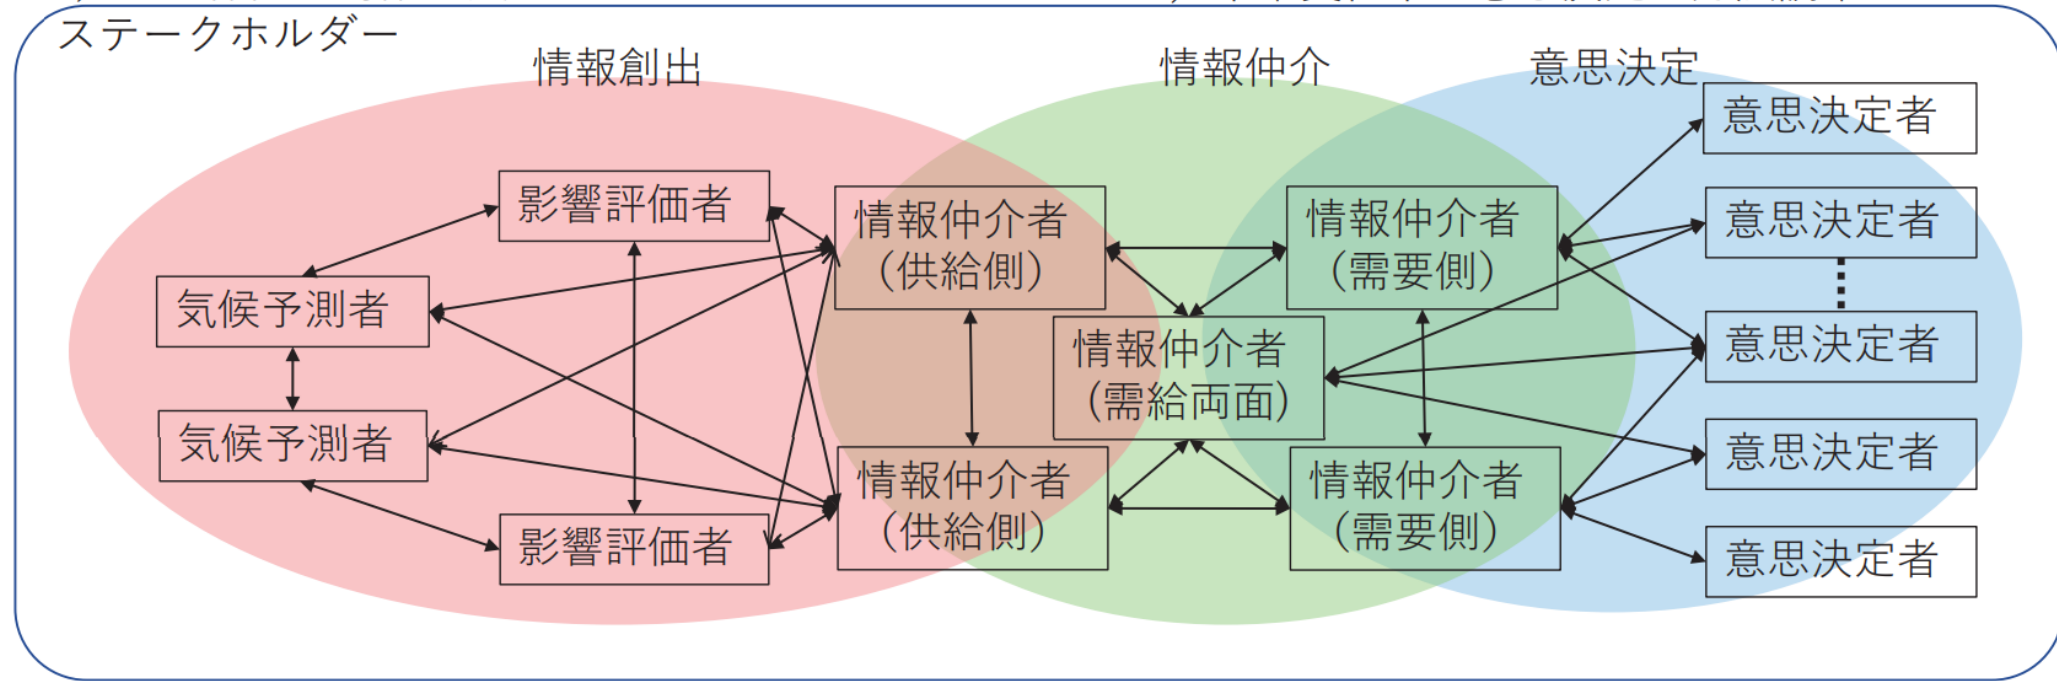 ステークホルダー
情報創出
情報仲介
意思決定
意思決定者
影響評価者
情報仲介者
（供給側）
情報仲介者
（需要側）
意思決定者
気候予測者
情報仲介者
（需給両面）
意思決定者
気候予測者
情報仲介者
（供給側）
情報仲介者
（需要側）
意思決定者
影響評価者
意思決定者